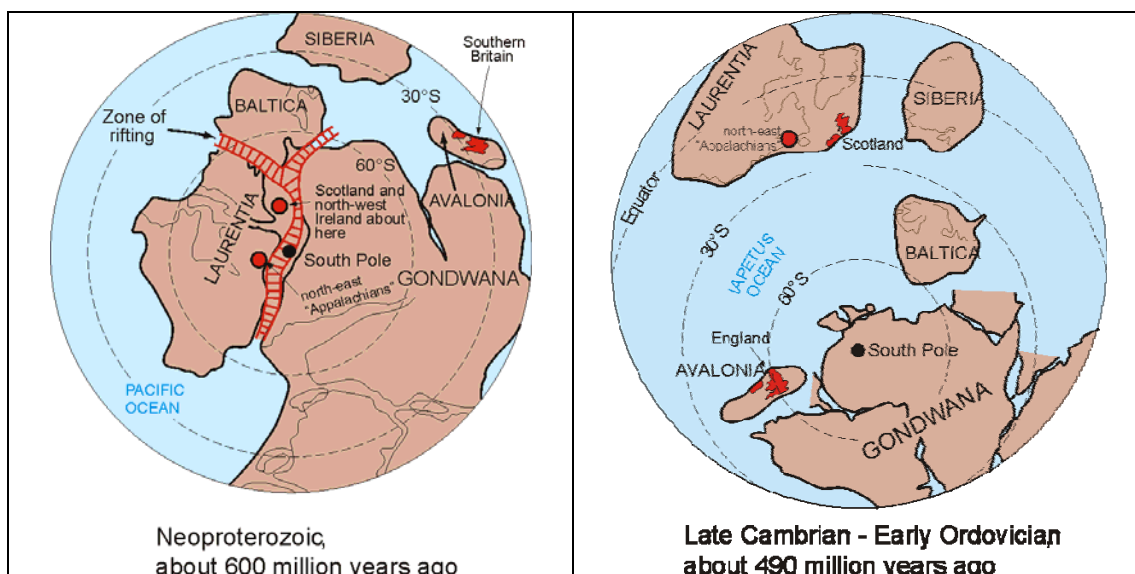 SIBERIA
Southern
Britain
30°S
BALTICA
Zone of
rifting
60°S
AVALONIA
Scotland and
north-west
Ireland about
here
LAURENTIA
South Pole
GONDWANA
north-east
"Appalachians"
PACIFIC
OCEAN
Neoproterozoic,
about 600 million years ago
LAURENTIA
SIBERIA
north-east
"Appalachians"
Scotland
Equator
30°S
BALTICA
IAPETUS
OCEAN
60°S
England
South Pole
AVALONIA
GONDWANA
Late Cambrian - Early Ordovician,
about 490 million years ago